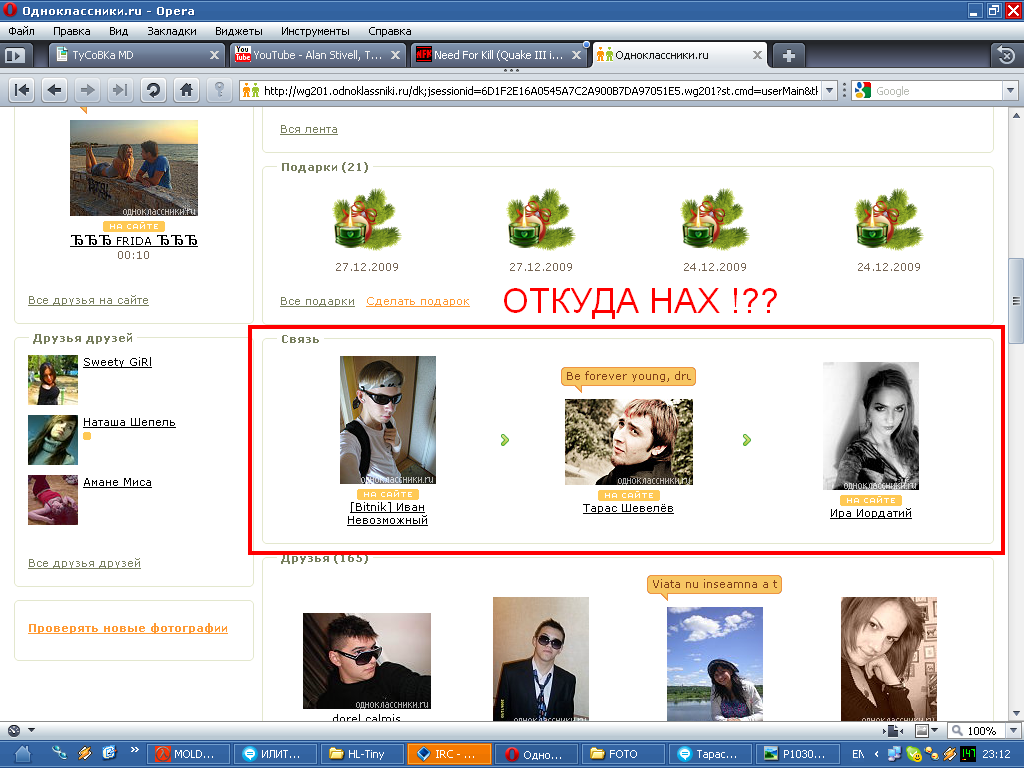 Одноклассники.ru - Opera
Файл Правка Вид Закладки Виджеты Инструменты Справка
TyCoBKa MD
YouTube - Alan Stivell, T...
Need For Kill (Quake III i...
Одноклассники.ru
http://wg201.odnoklassniki.ru/dk;jsessionid=6D1F2E16A0545A7C2A900B7DA97051E5.wg201?st.cmd=userMain&tk
Google
одноклассники.ru
НА САЙТЕ
ЂЂЂ FRIDA ЂЂЂ
00:10
Все друзья на сайте
Друзья друзей
Sweety GiRl
Наташа Шепель
Амане Миса
Все друзья друзей
Проверять новые фотографии
Вся лента
Подарки (21)
27.12.2009 27.12.2009 24.12.2009 24.12.2009
Все подарки Сделать подарок
ОТКУДА НАХ !??
Связь
одноклассники.ru
НА САЙТЕ
[Bitnik] Иван
Невозможный
Be forever young, dru
одноклассники.ru
НА САЙТЕ
Тарас Шевелёв
одноклассники.ru
НА САЙТЕ
Ира Иордатий
Друзья (165)
Viata nu inseamna a t
одноклассники.ru
dorel calmis
одноклассники.ru
одноклассники.ru
одноклассники.ru
100%
MOLD...
ИЛИТ...
HL-Tiny
IRC - ...
Одно...
FOTO
Тарас...
P1030...
EN
147
23:12